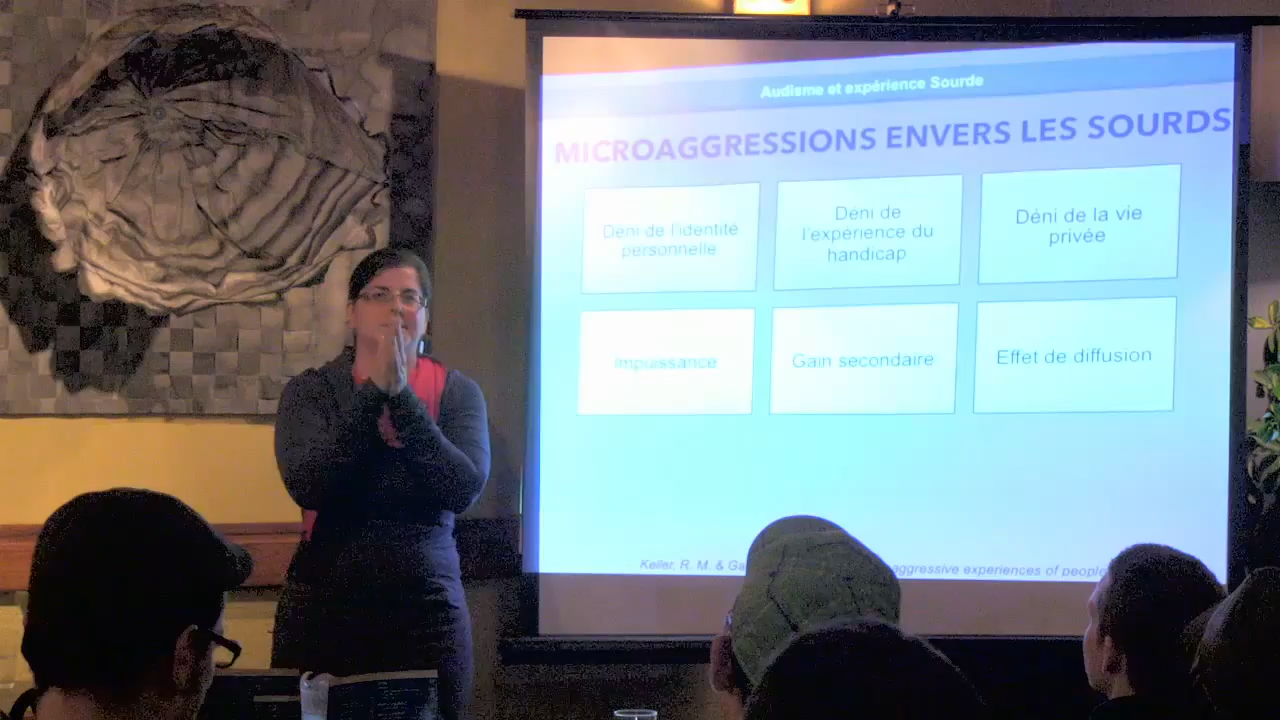 Audisme et expérience Sourde
MICROAGGRESSIONS ENVERS LES SOURDS
Déni de l'identité
personnelle
Déni de
l'expérience du
handicap
Déni de la vie
privée
Impuissance
Gain secondaire
Effet de diffusion
Keller, R. M. & Ga aggressive experiences of people